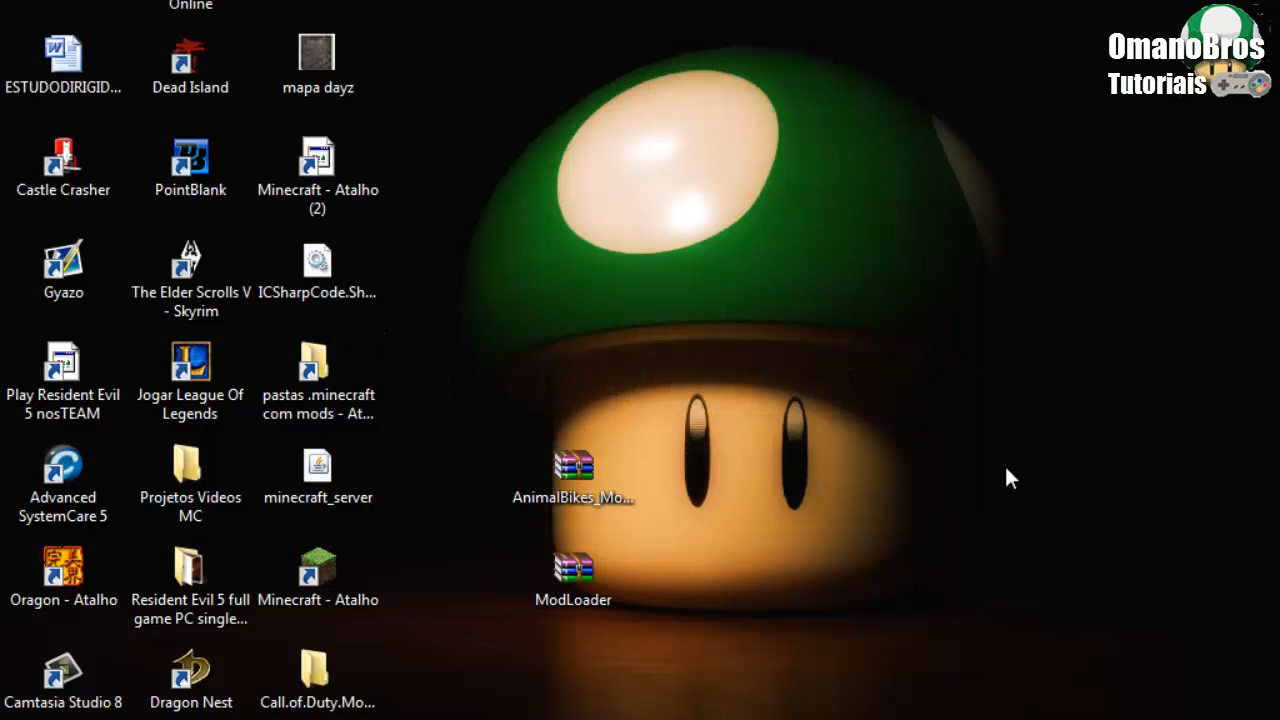 Online
OmanoBros
Tutoriais
ESTUDODIRIGID...
Dead Island
mapa dayz
Castle Crasher
PointBlank
Minecraft - Atalho
(2)
Gyazo
The Elder Scrolls V
- Skyrim
ICSharpCode.Sh...
Play Resident Evil
5 nosTEAM
Jogar League Of
Legends
pastas .minecraft
com mods - At...
Advanced
SystemCare 5
Projetos Videos
MC
minecraft_server
AnimalBikes_Mo...
Oragon - Atalho
Resident Evil 5 full
game PC single...
Minecraft - Atalho
ModLoader
Camtasia Studio 8
Dragon Nest
Call.of.Duty.Mo...